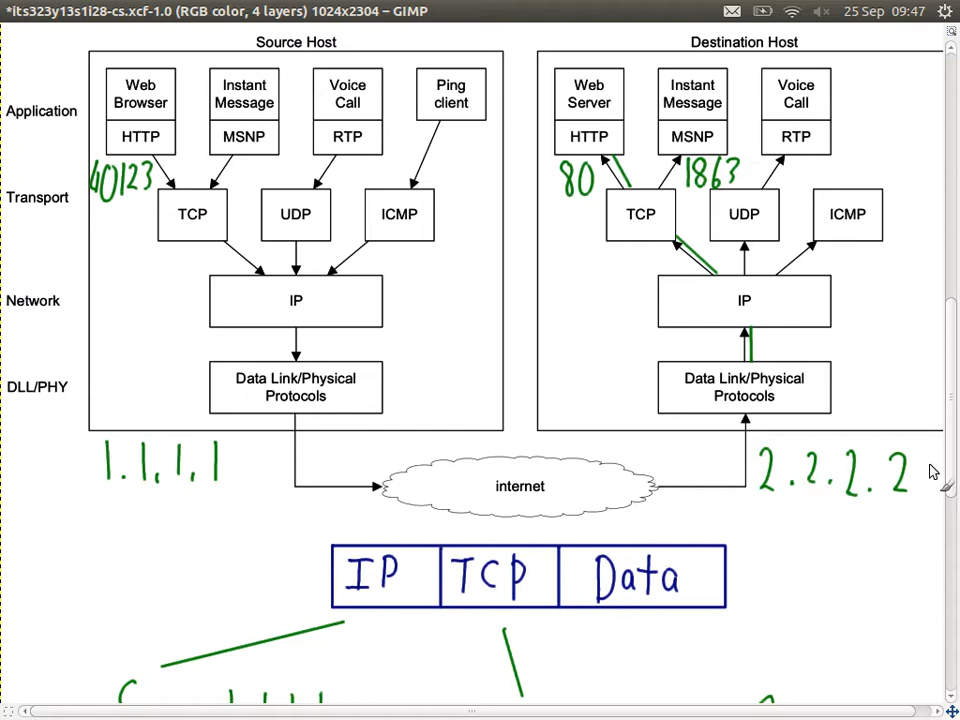 *its323y13s1i28-cs.xcf-1.0 (RGB color, 4 layers) 1024x2304 – GIMP
25 Sep 09:47
Source Host
Destination Host
Application
Web Browser
Instant Message
Voice Call
Ping client
Web Server
Instant Message
Voice Call
HTTP
MSNP
RTP
HTTP
MSNP
RTP
40123
80
1863
Transport
TCP
UDP
ICMP
TCP
UDP
ICMP
Network
IP
IP
DLL/PHY
Data Link/Physical
Protocols
Data Link/Physical
Protocols
1.1.1.1
internet
2.2.2.2
IP
TCP
Data